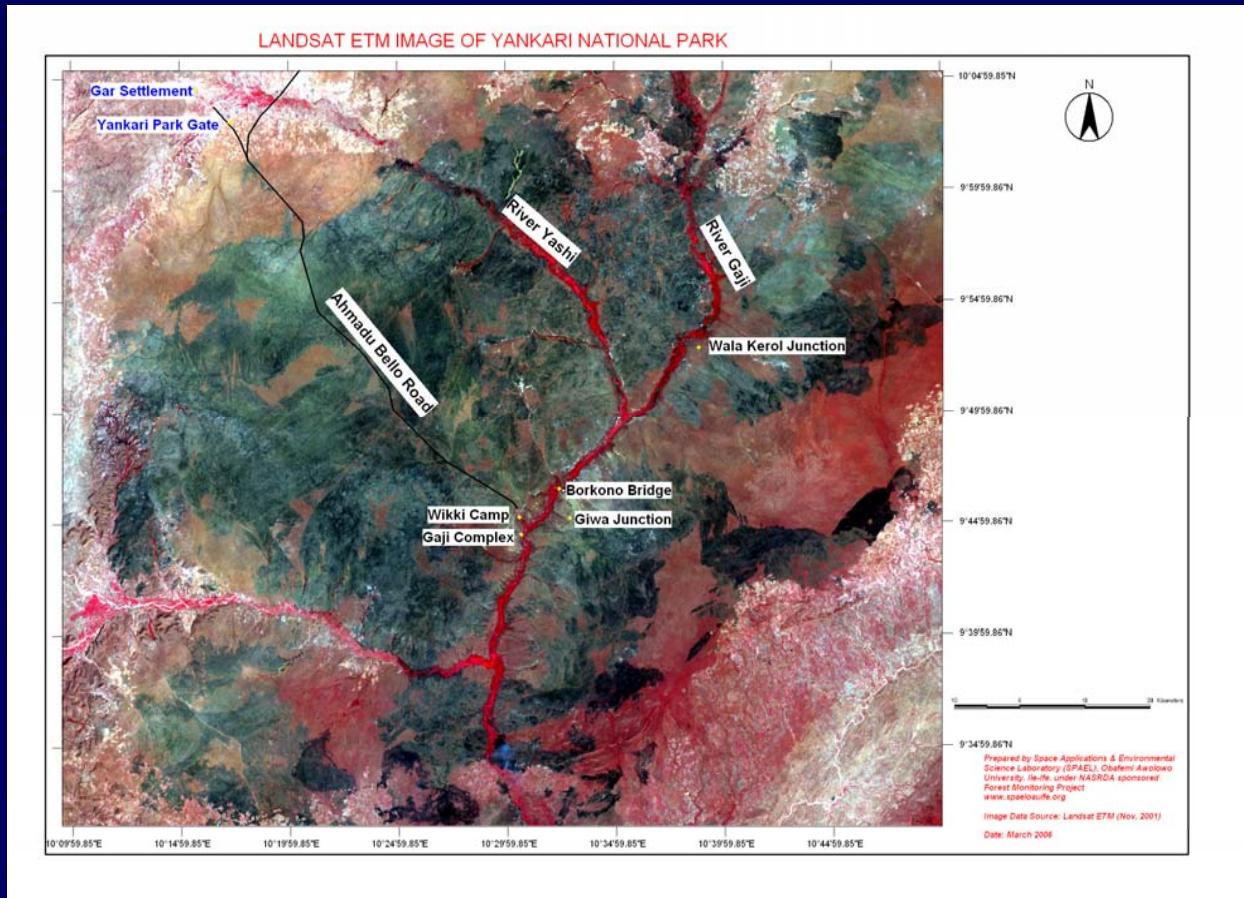 LANDSAT ETM IMAGE OF YANKARI NATIONAL PARK
Gar Settlement
Yankari Park Gate
River Yashi
River Gaji
Ahmadu Bello Road
Wala Kerol Junction
Borkono Bridge
Wikki Camp
Giwa Junction
Gaji Complex
N
10°04'59.85"N
9°59'59.86"N
9°54'59.86"N
9°49'59.86"N
9°44'59.86"N
9°39'59.86"N
9°34'59.86"N
10 0 10 20 Kilometers
Prepared by Space Applications & Environmental
Science Laboratory (SPAEL), Obafemi Awolowo
University, Ile-Ife, under NASRDA sponsored
Forest Monitoring Project
www.spaeloauife.org
Image Data Source: Landsat ETM (Nov, 2001)
Date: March 2006
10°09'59.85"E
10°14'59.85"E
10°19'59.85"E
10°24'59.85"E
10°29'59.85"E
10°34'59.85"E
10°39'59.85"E
10°44'59.85"E